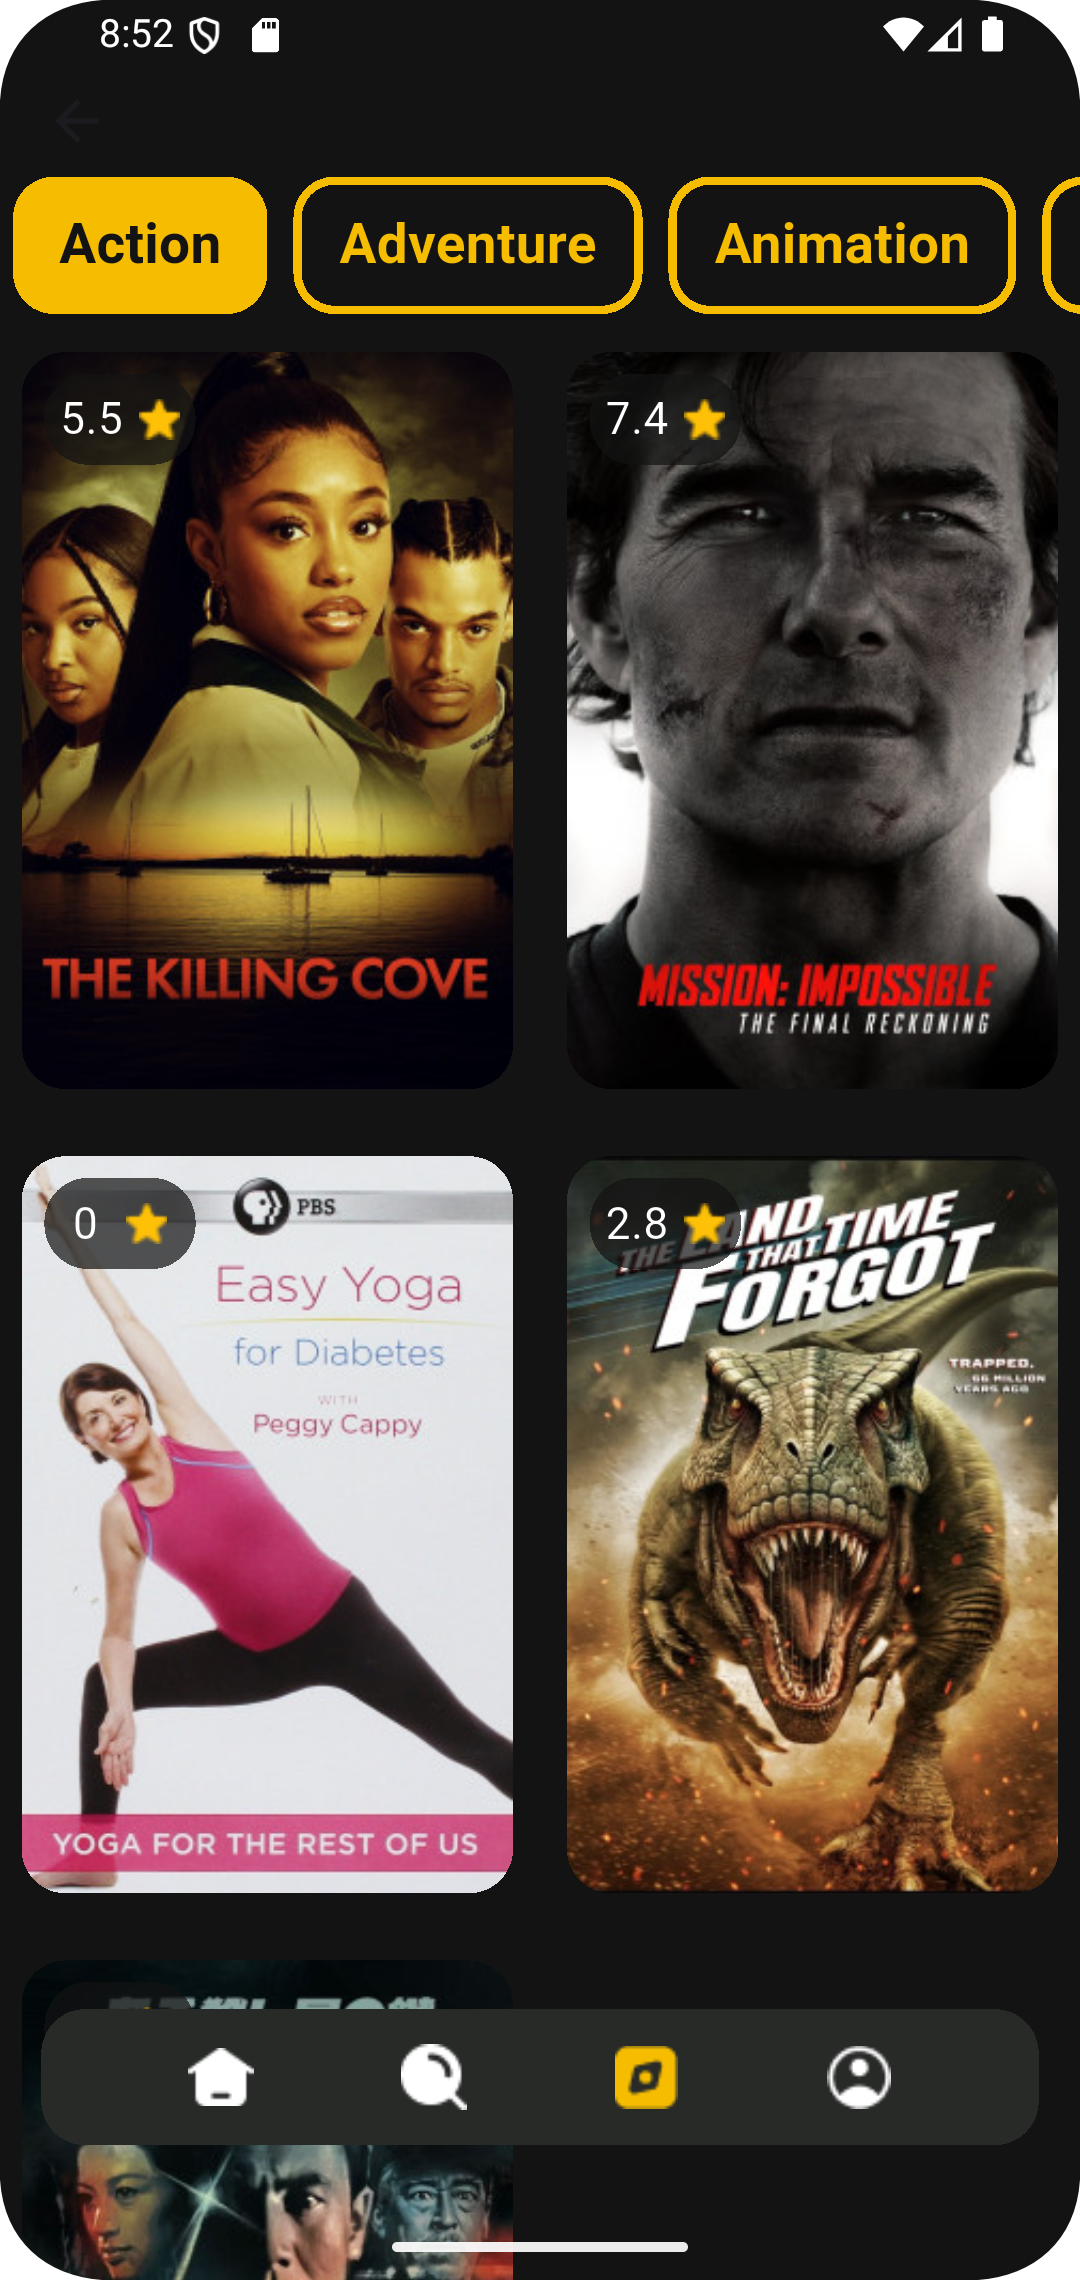 8:52
Action Adventure Animation
5.5
THE KILLING COVE
7.4
MISSION: IMPOSSIBLE
THE FINAL RECKONING
0
PBS
Easy Yoga
for Diabetes
WITH
Peggy Cappy
YOGA FOR THE REST OF US
2.8
THE LAND
THAT TIME
FORGOT
TRAPPED.
66 MILLION
YEARS AGO